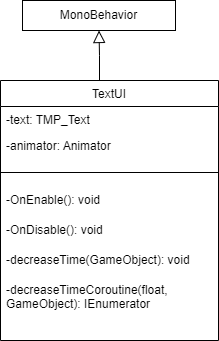 MonoBehavior
TextUI
-text: TMP_Text
-animator: Animator
-OnEnable(): void
-OnDisable(): void
-decreaseTime(GameObject): void
-decreaseTimeCoroutine(float,
GameObject): IEnumerator